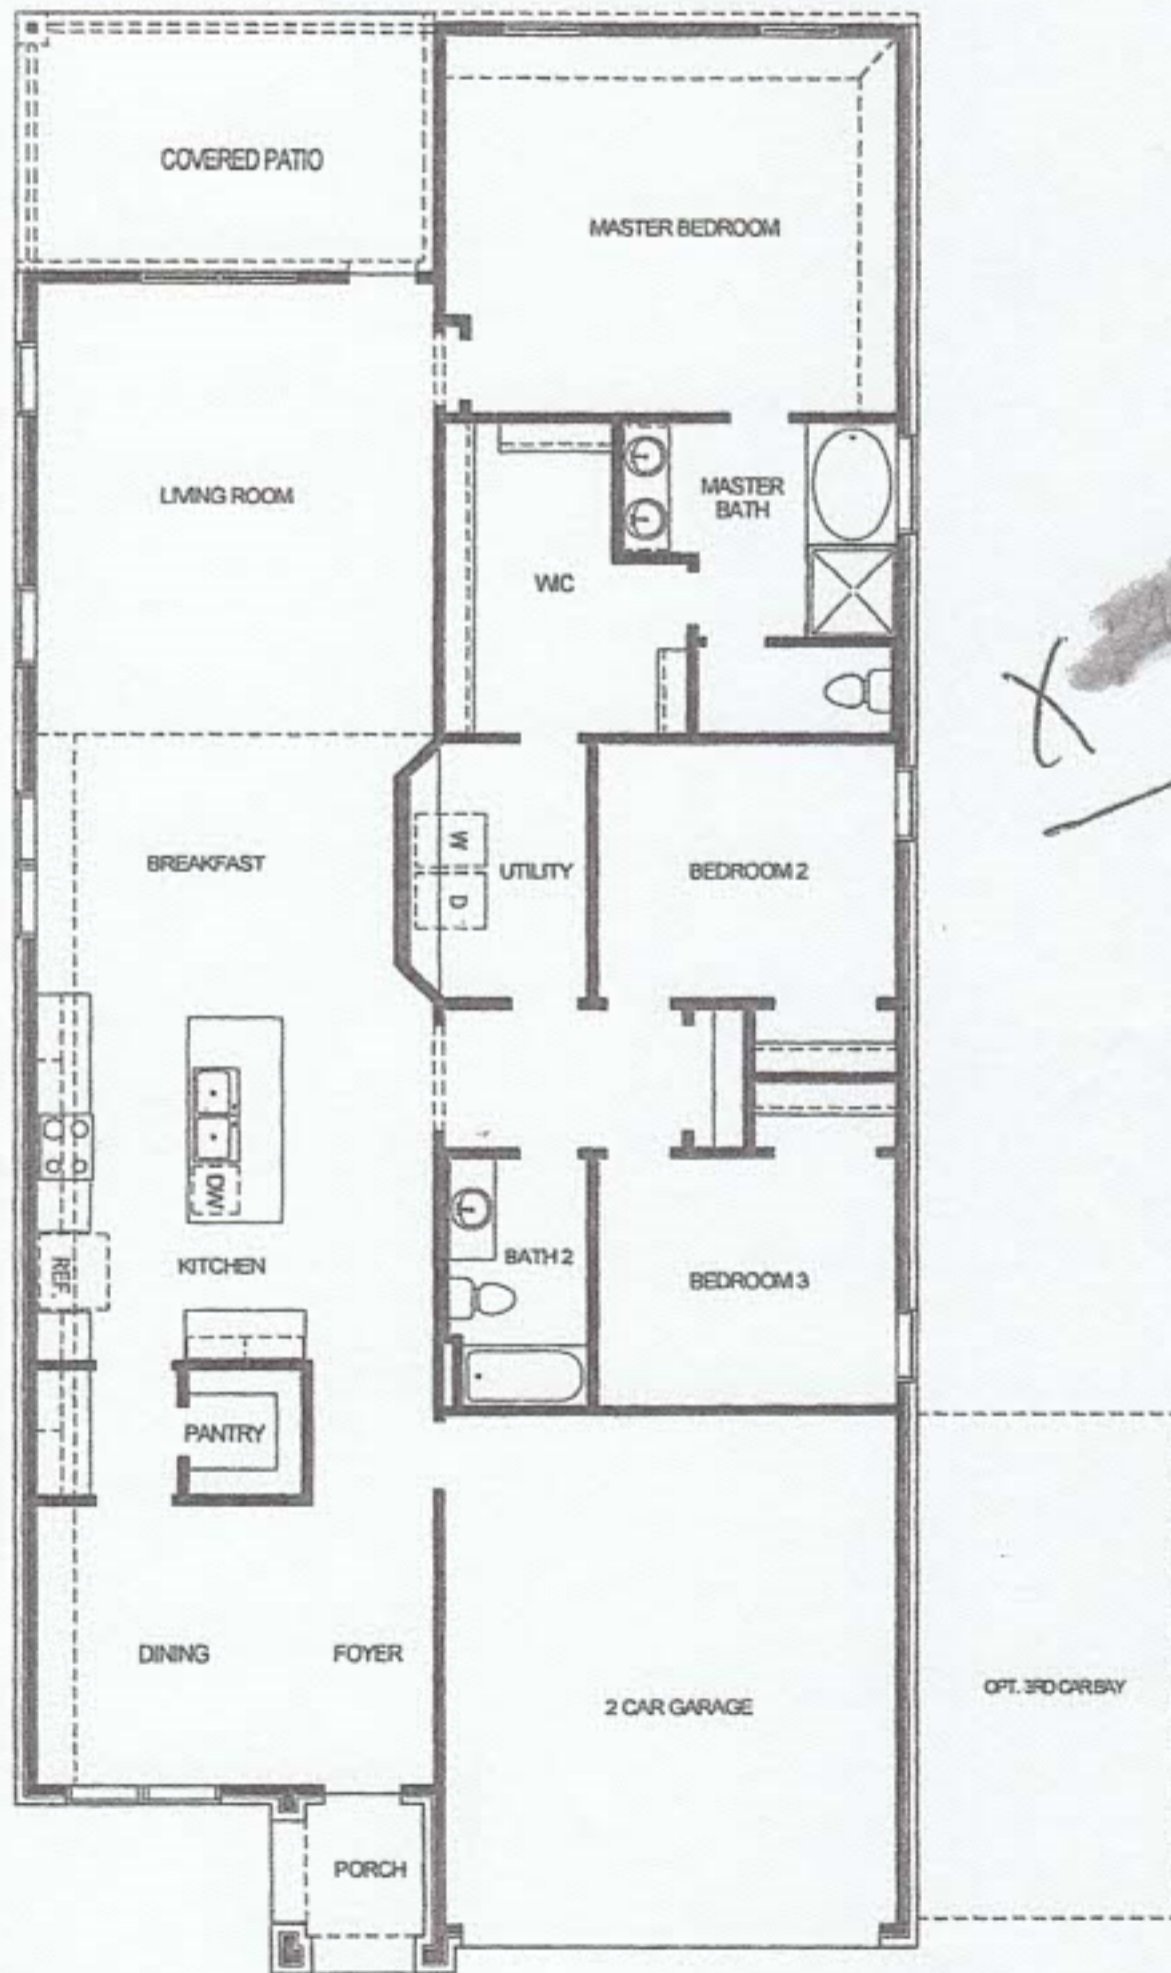 COVERED PATIO
MASTER BEDROOM
LIVING ROOM
MASTER
BATH
WIC
BREAKFAST
W
D
UTILITY
BEDROOM 2
DW
REF.
KITCHEN
BATH 2
BEDROOM 3
PANTRY
DINING
FOYER
2 CAR GARAGE
OPT. 3RD CAR BAY
PORCH